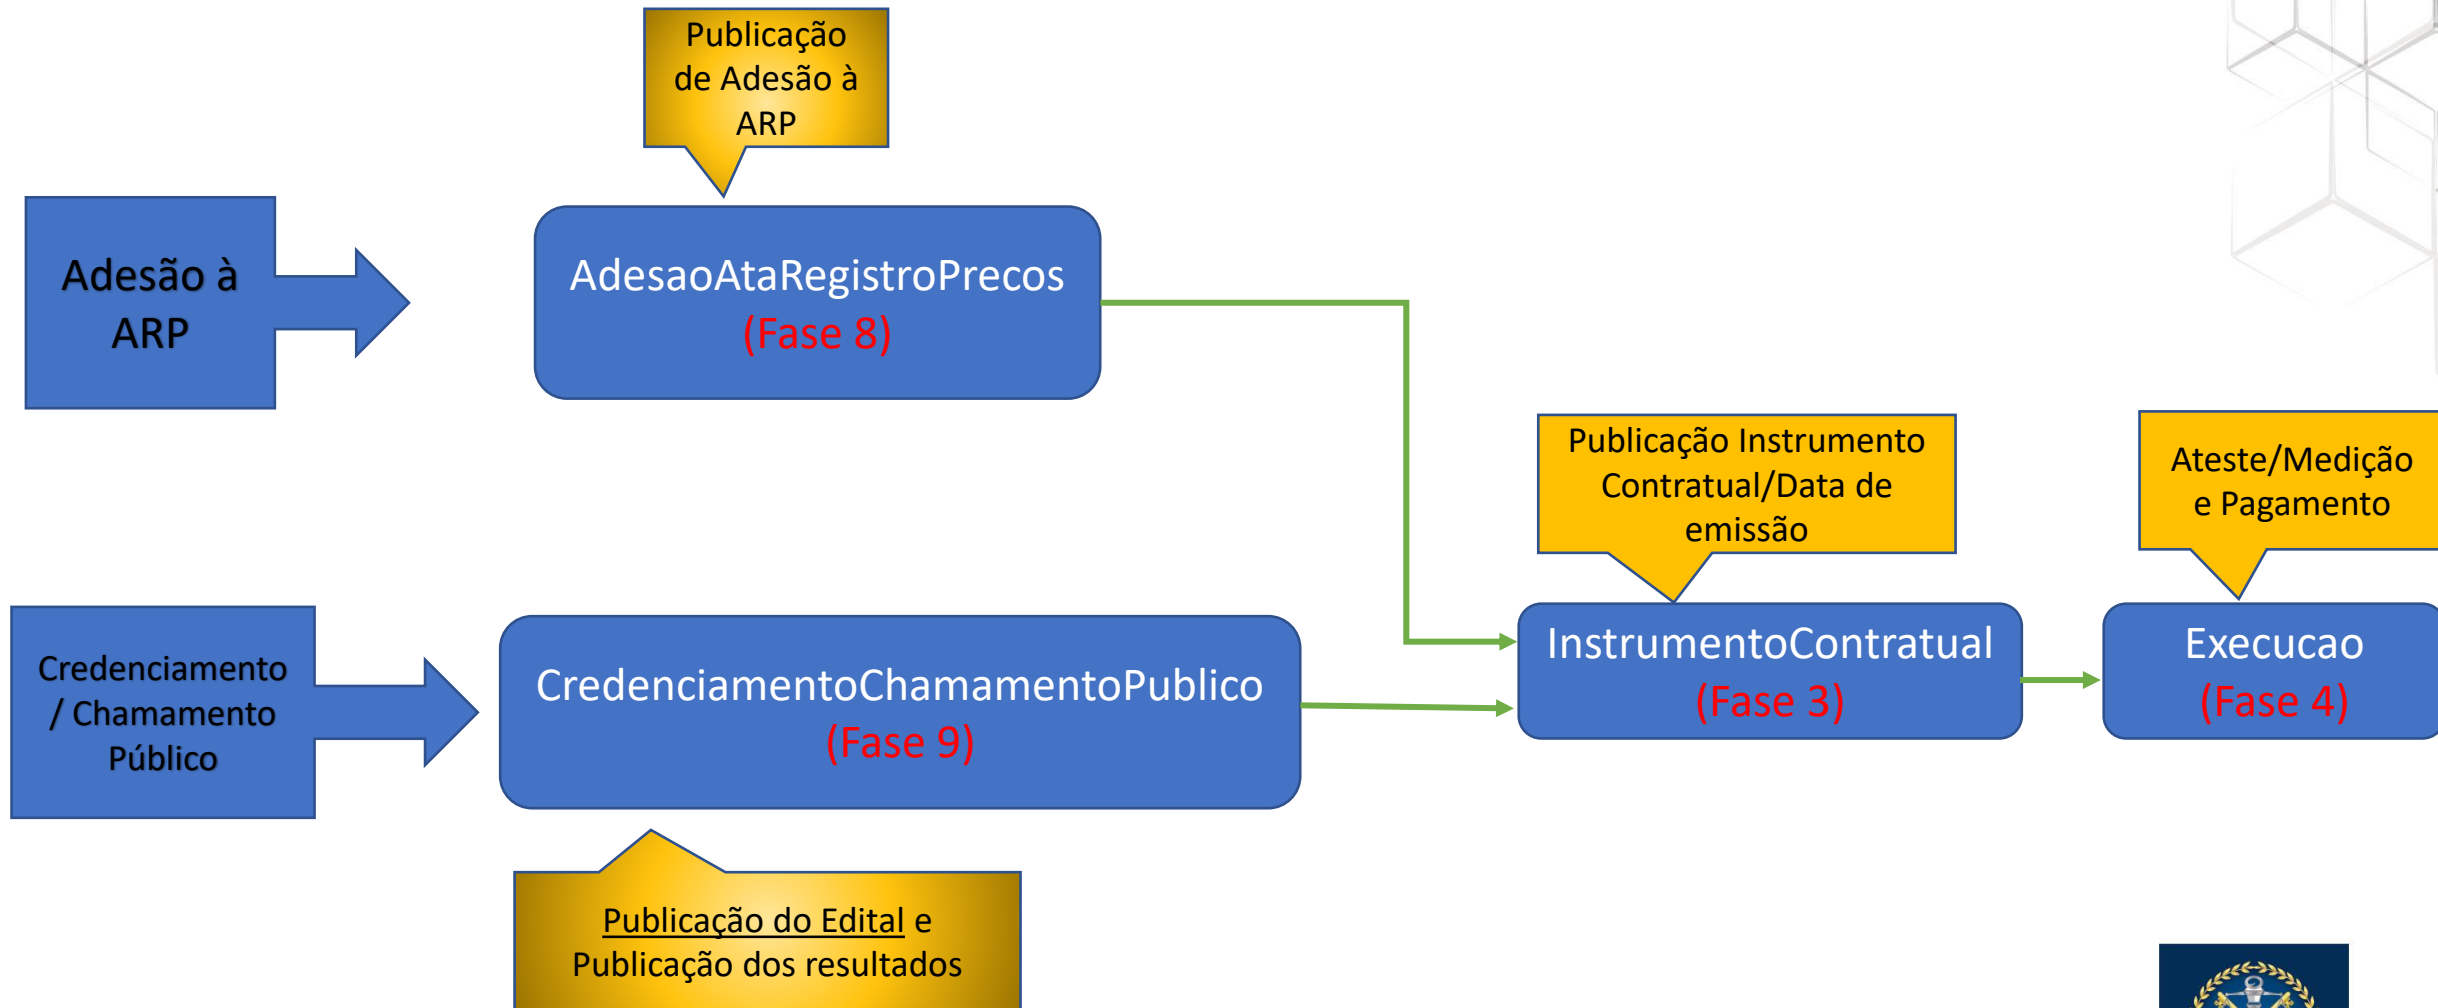 Publicação
de Adesão à
ARP
Adesão à
ARP
AdesaoAtaRegistroPrecos
(Fase 8)
Publicação Instrumento
Contratual/Data de
emissão
Ateste/Medição
e Pagamento
Credenciamento
/ Chamamento
Público
CredenciamentoChamamentoPublico
(Fase 9)
InstrumentoContratual
(Fase 3)
Execucao
(Fase 4)
Publicação do Edital e
Publicação dos resultados